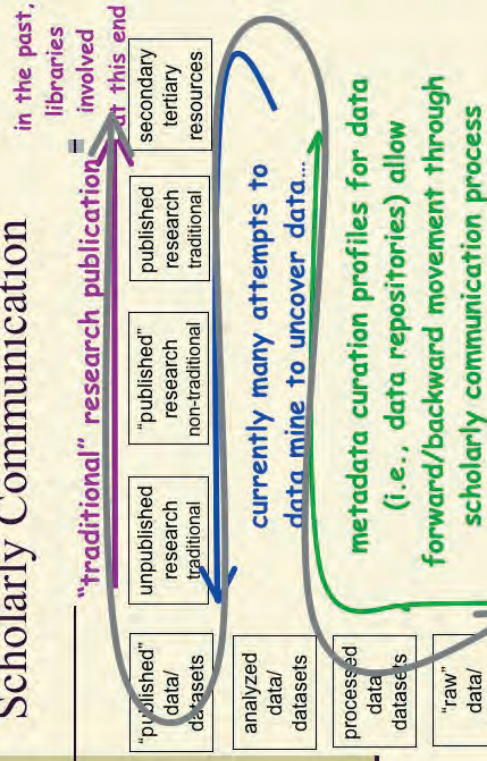 Scholarly Communication
in the past,
libraries
involved
at this end
"traditional" research publication
"published"
data/
datasets
unpublished
research
traditional
"published"
research
non-traditional
published
research
traditional
secondary
tertiary
resources
analyzed
data/
datasets
currently many attempts to
data mine to uncover data...
processed
data/
datasets
metadata curation profiles for data
(i.e., data repositories) allow
forward/backward movement through
scholarly communication process
"raw"
data/